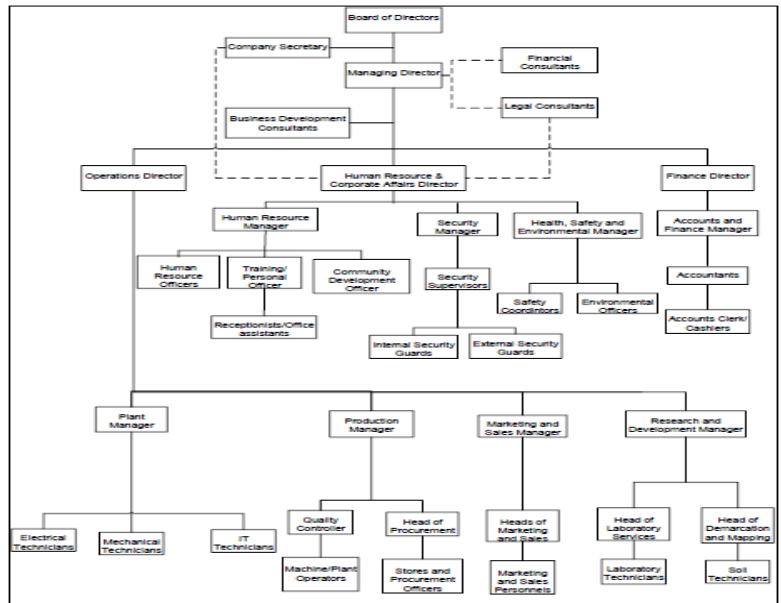 Board of Directors
Company Secretary
Financial
Consultants
Managing Director
Legal Consultants
Business Development
Consultants
Operations Director
Human Resource &
Corporate Affairs Director
Finance Director
Human Resource
Manager
Security
Manager
Health, Safety and
Environmental Manager
Accounts and
Finance Manager
Human
Resource
Officers
Training/
Personal
Officer
Community
Development
Officer
Security
Supervisors
Accountants
Safety
Coordintors
Environmental
Officers
Receptionists/Office
assistants
Accounts Clerk/
Cashiers
Internal Security
Guards
External Security
Guards
Plant
Manager
Production
Manager
Marketing and
Sales Manager
Research and
Development Manager
Electrical
Technicians
Mechanical
Technicians
IT
Technicians
Quality
Controller
Head of
Procurement
Heads of
Marketing
and Sales
Head of
Laboratory
Services
Head of
Demarcation
and Mapping
Machine/Plant
Operators
Stores and
Procurement
Officers
Marketing
and Sales
Personnels
Laboratory
Technicians
Soil
Technicians